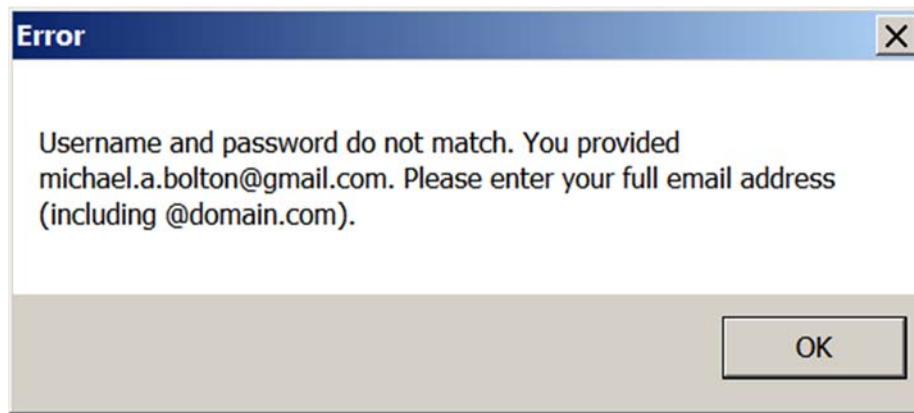 Error
Username and password do not match. You provided
michael.a.bolton@gmail.com. Please enter your full email address
(including @domain.com).
OK